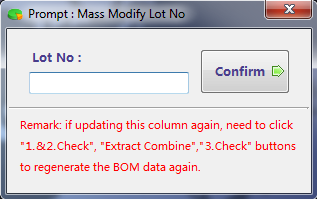 Prompt : Mass Modify Lot No
Lot No :
Confirm
Remark: if updating this column again, need to click
"1.&2.Check", "Extract Combine","3.Check" buttons
to regenerate the BOM data again.